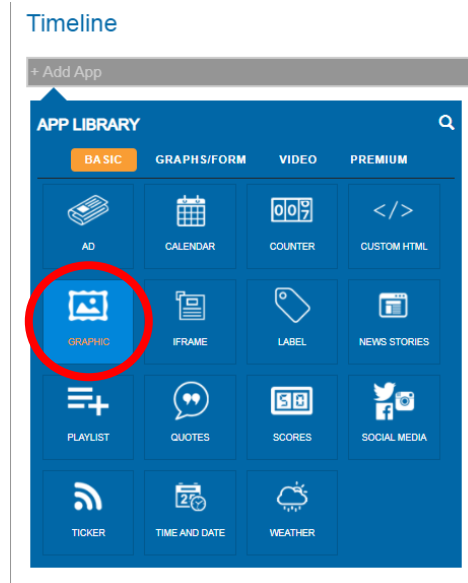 Timeline
+ Add App
APP LIBRARY
BASIC GRAPHS/FORM VIDEO PREMIUM
AD CALENDAR COUNTER CUSTOM HTML
GRAPHIC IFRAME LABEL NEWS STORIES
PLAYLIST QUOTES SCORES SOCIAL MEDIA
TICKER TIME AND DATE WEATHER